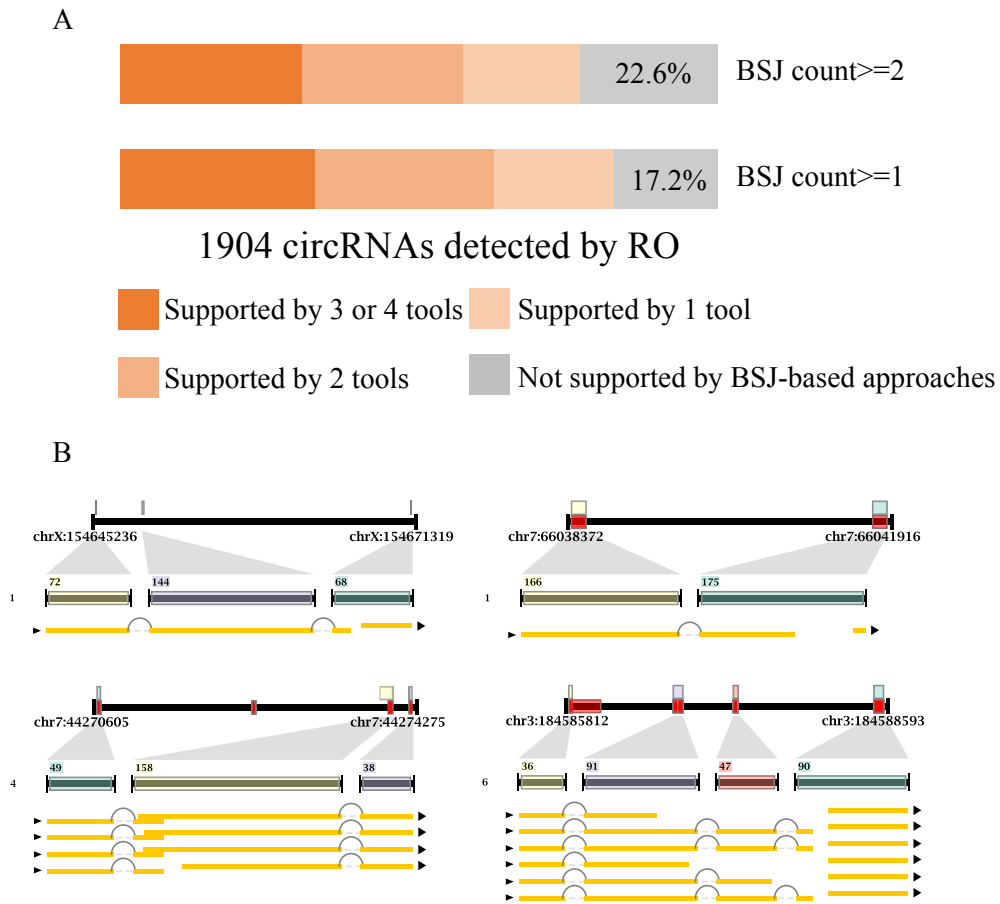 A
22.6%
BSJ count>=2
17.2%
BSJ count>=1
1904 circRNAs detected by RO
Supported by 3 or 4 tools
Supported by 1 tool
Supported by 2 tools
Not supported by BSJ-based approaches
B
chrX:154645236
chrX:154671319
72
144
68
1
chr7:66038372
chr7:66041916
166
175
1
chr7:44270605
chr7:44274275
49
158
38
4
chr3:184585812
chr3:184588593
36
91
47
90
6